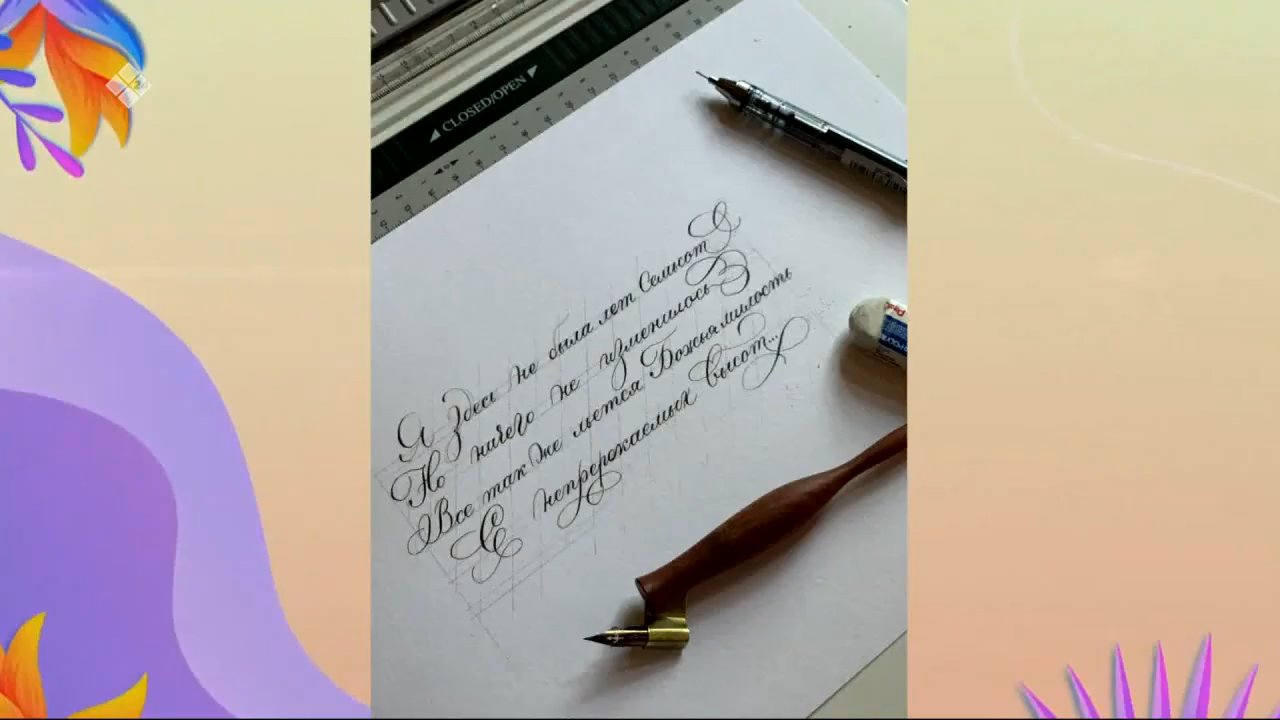 CLOSED/OPEN
Я здесь не была лет Семьсот
Но ничего не изменилось
Все так же льется Божья милость
С непререкаемых высот...